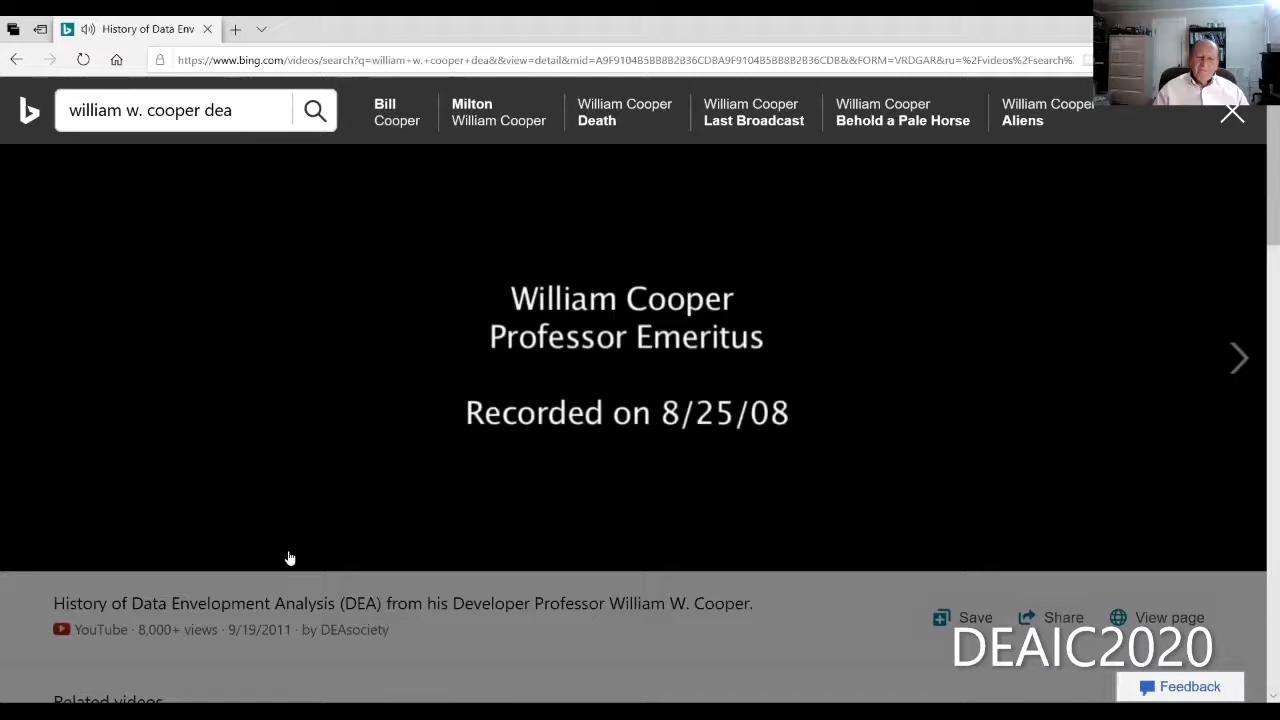 History of Data Env
https://www.bing.com/videos/search?q=william+w.+cooper+dea&&view=detail&mid=A9F9104B5BB8B2B36CDBA9F9104B5BB8B2B36CDB&&FORM=VRDGAR&ru=%2Fvideos%2Fsearch%
william w. cooper dea
Bill
Cooper
Milton
William Cooper
William Cooper
Death
William Cooper
Last Broadcast
William Cooper
Behold a Pale Horse
William Cooper
Aliens
William Cooper
Professor Emeritus
Recorded on 8/25/08
History of Data Envelopment Analysis (DEA) from his Developer Professor William W. Cooper.
YouTube · 8,000+ views · 9/19/2011 · by DEAsociety
Save
Share
View page
DEAIC2020
Feedback
Related videos